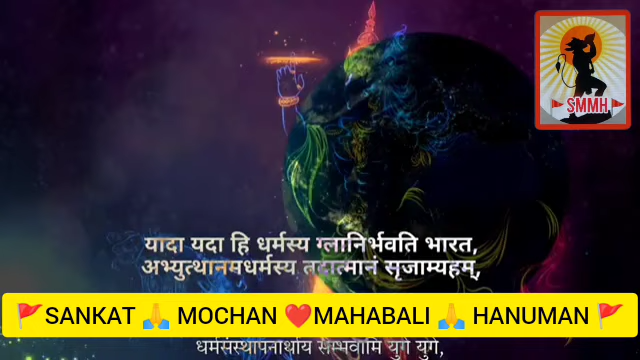 SMMH
यादा यदा हि धर्मस्य ग्लानिर्भवति भारत,
अभ्युत्थानमधर्मस्य तदात्मानं सृजाम्यहम्,
🚩SANKAT 🙏 MOCHAN ❤️MAHABALI 🙏 HANUMAN 🚩
धर्मसंस्थापनार्थाय सम्भवामि युगे युगे,